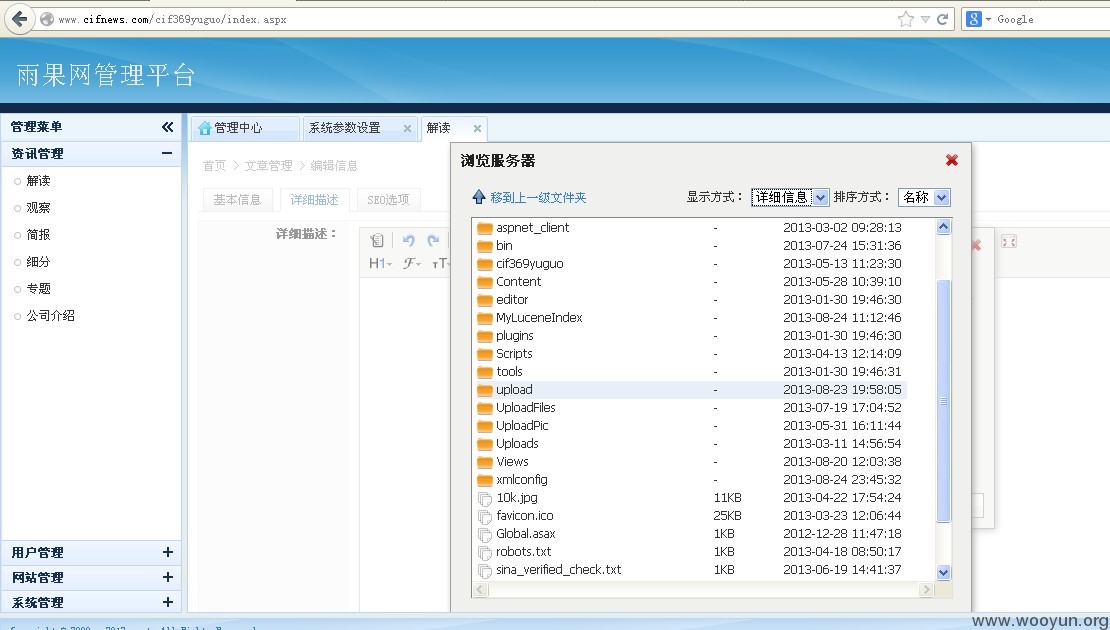 www.cifnews.com/cif369yuguo/index.aspx
Google
雨果网管理平台
管理菜单
资讯管理
解读
观察
简报
细分
专题
公司介绍
用户管理
网站管理
系统管理
管理中心 系统参数设置 解读
首页 > 文章管理 > 编辑信息
基本信息 详细描述 SEO选项
详细描述：
浏览服务器
移到上一级文件夹 显示方式： 详细信息 排序方式： 名称
aspnet_client - 2013-03-02 09:28:13
bin - 2013-07-24 15:31:36
cif369yuguo - 2013-05-13 11:23:30
Content - 2013-05-28 10:39:10
editor - 2013-01-30 19:46:30
MyLuceneIndex - 2013-08-24 11:12:46
plugins - 2013-01-30 19:46:30
Scripts - 2013-04-13 12:14:09
tools - 2013-01-30 19:46:31
upload - 2013-08-23 19:58:05
UploadFiles - 2013-07-19 17:04:52
UploadPic - 2013-05-31 16:11:44
Uploads - 2013-03-11 14:56:54
Views - 2013-08-20 12:03:38
xmlconfig - 2013-08-24 23:45:32
10k.jpg 11KB 2013-04-22 17:54:24
favicon.ico 25KB 2013-03-23 12:06:44
Global.asax 1KB 2012-12-28 11:47:18
robots.txt 1KB 2013-04-18 08:50:17
sina_verified_check.txt 1KB 2013-06-19 14:41:37
www.wooyun.org